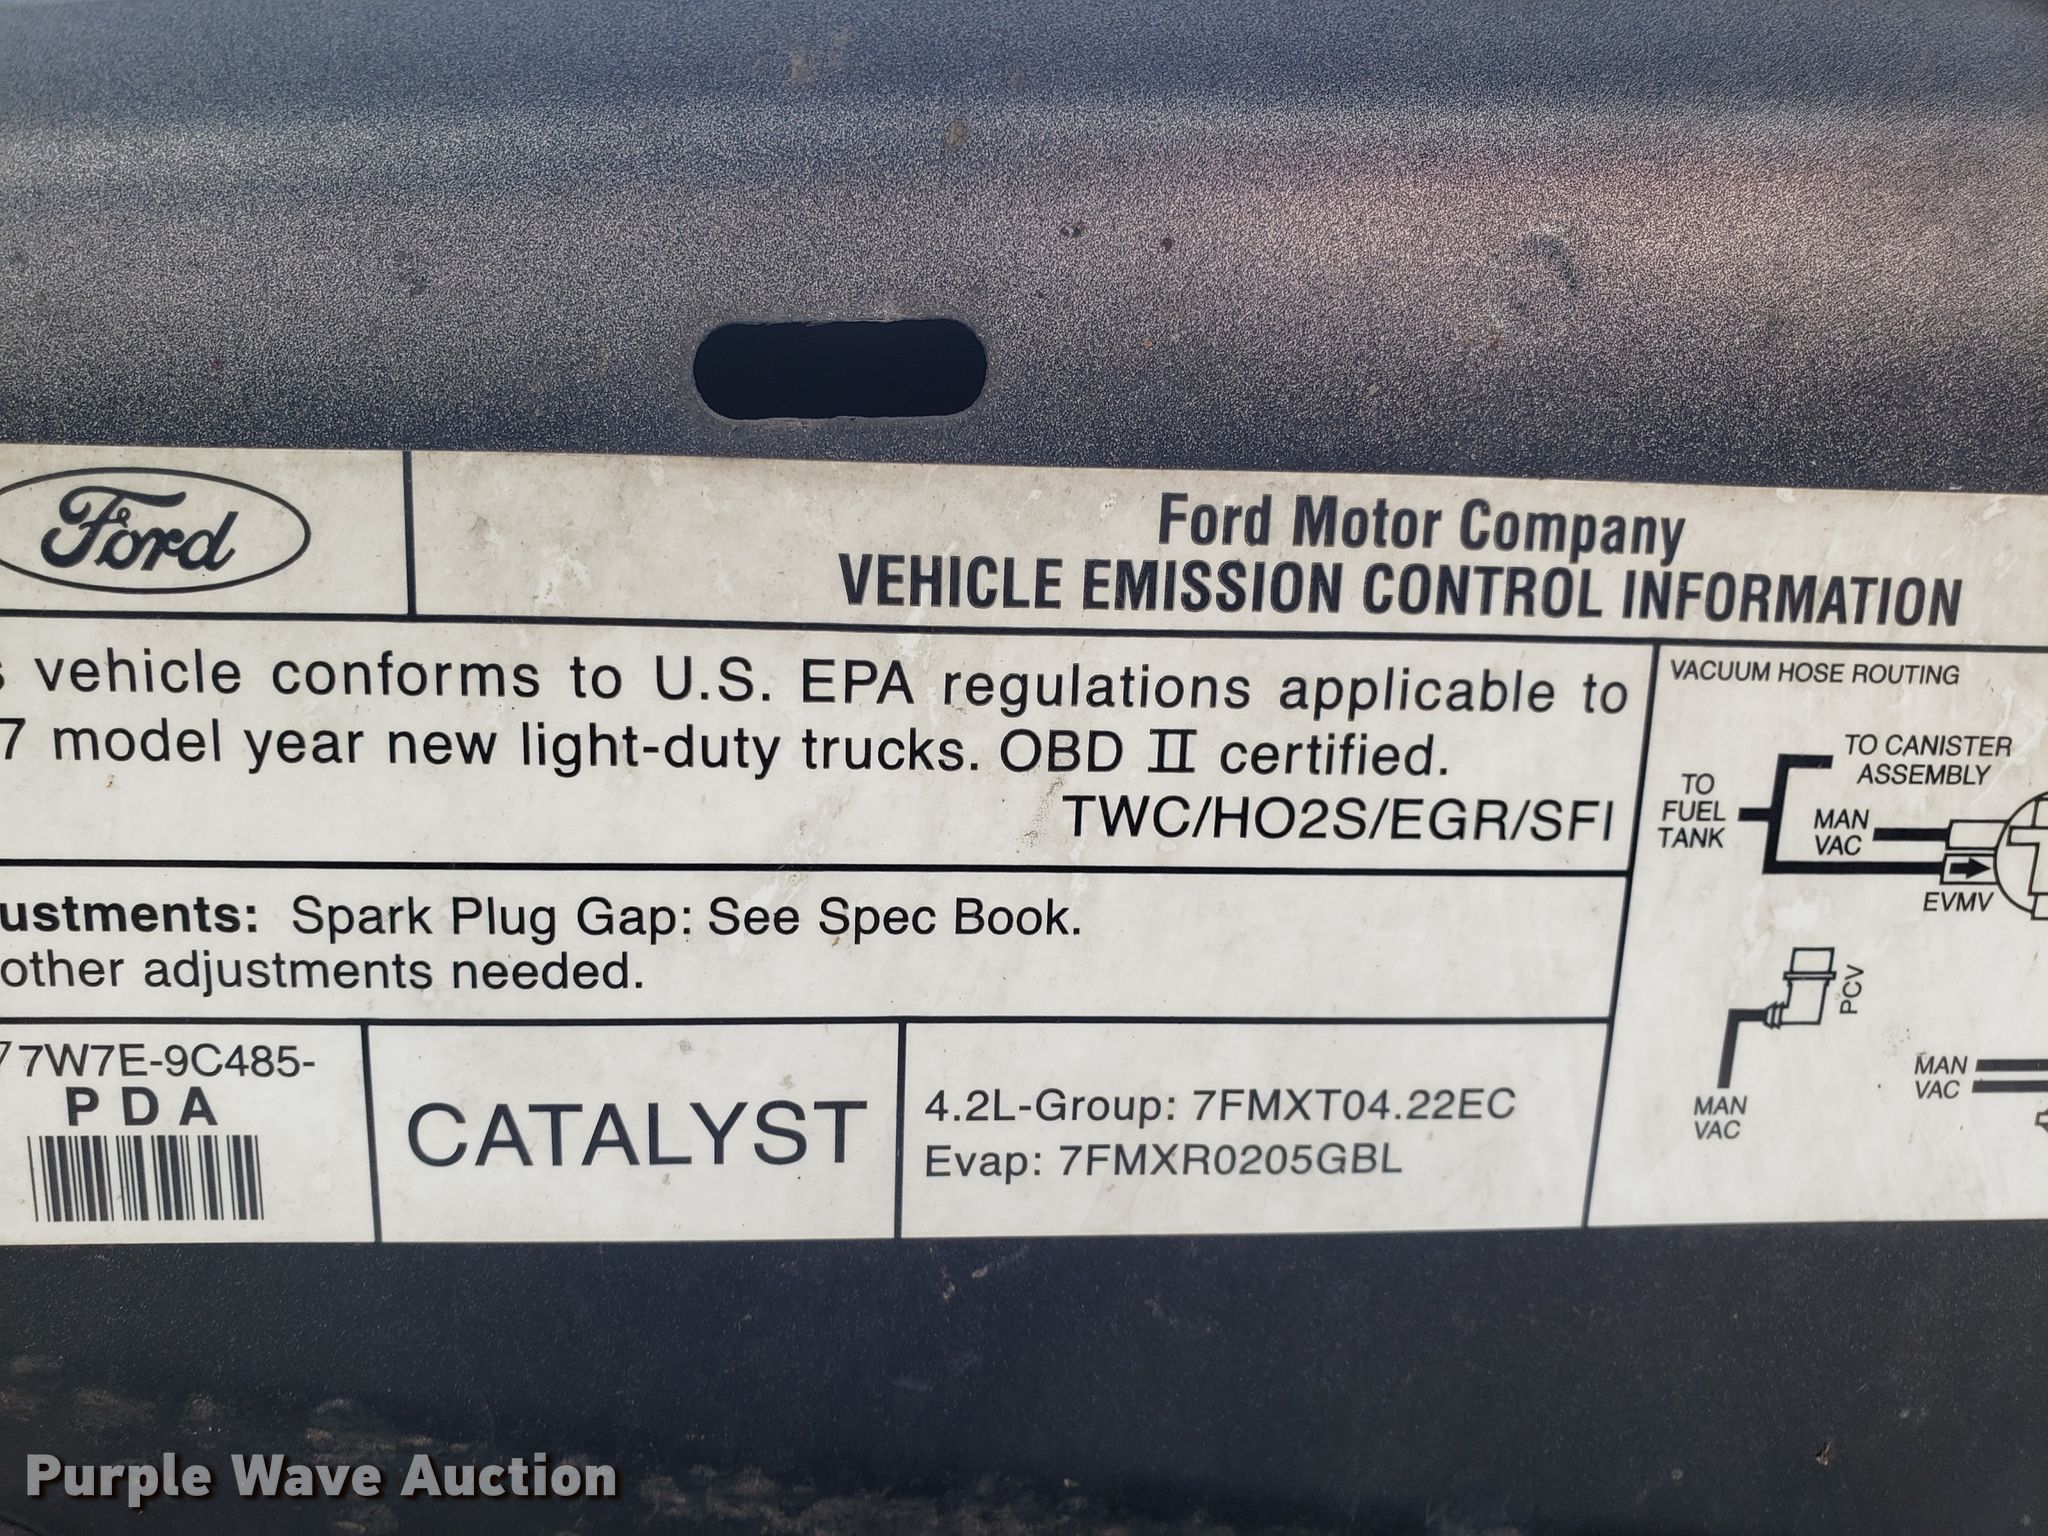 Ford
Ford Motor Company
VEHICLE EMISSION CONTROL INFORMATION
s vehicle conforms to U.S. EPA regulations applicable to
7 model year new light-duty trucks. OBD II certified.
TWC/HO2S/EGR/SFI
VACUUM HOSE ROUTING
TO CANISTER
ASSEMBLY
TO
FUEL
TANK
MAN
VAC
EVMV
PCV
MAN
VAC
MAN
VAC
ustments: Spark Plug Gap: See Spec Book.
other adjustments needed.
77W7E-9C485-
PDA
CATALYST
4.2L-Group: 7FMXT04.22EC
Evap: 7FMXR0205GBL
Purple Wave Auction